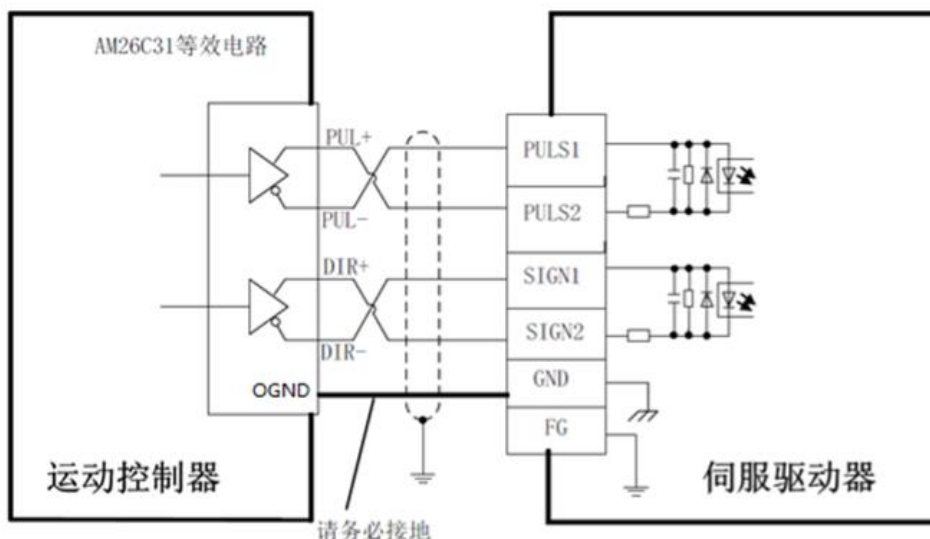 AM26C31等效电路
PUL+
PULS1
PUL-
PULS2
DIR+
SIGN1
DIR-
SIGN2
OGND
GND
FG
运动控制器
伺服驱动器
请务必接地